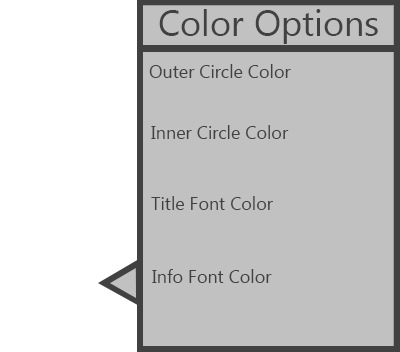 Color Options
Outer Circle Color
Inner Circle Color
Title Font Color
Info Font Color